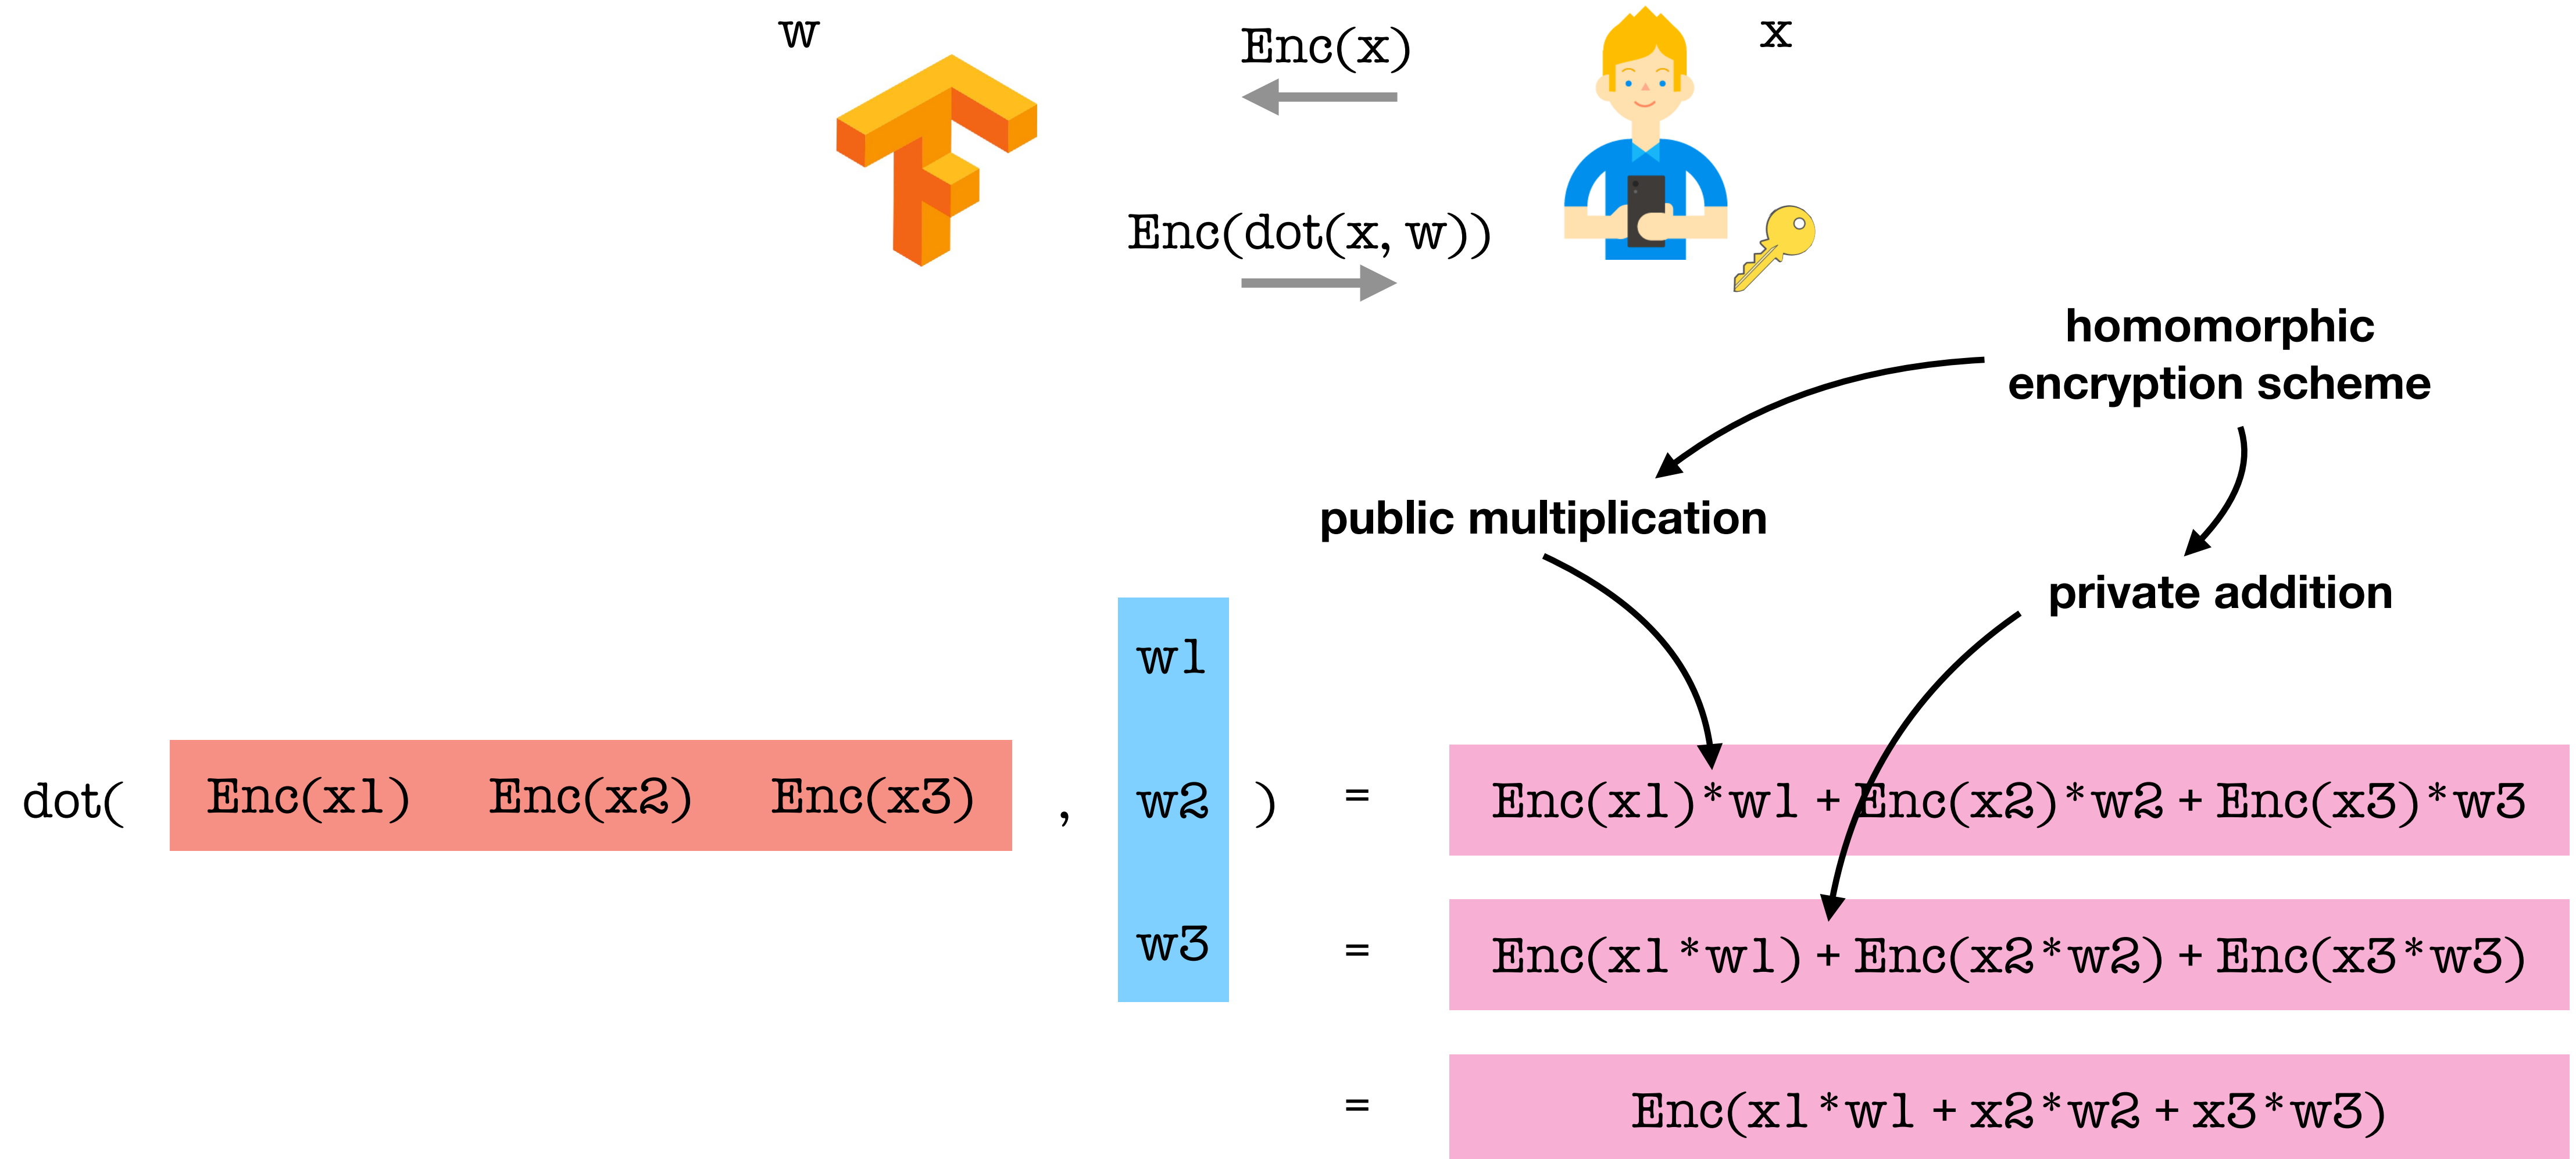 w
Enc(x)
x
Enc(dot(x, w))
homomorphic
encryption scheme
public multiplication
private addition
w1
dot( Enc(x1) Enc(x2) Enc(x3) , w2 ) = Enc(x1)*w1 + Enc(x2)*w2 + Enc(x3)*w3
w3 = Enc(x1*w1) + Enc(x2*w2) + Enc(x3*w3)
= Enc(x1*w1 + x2*w2 + x3*w3)